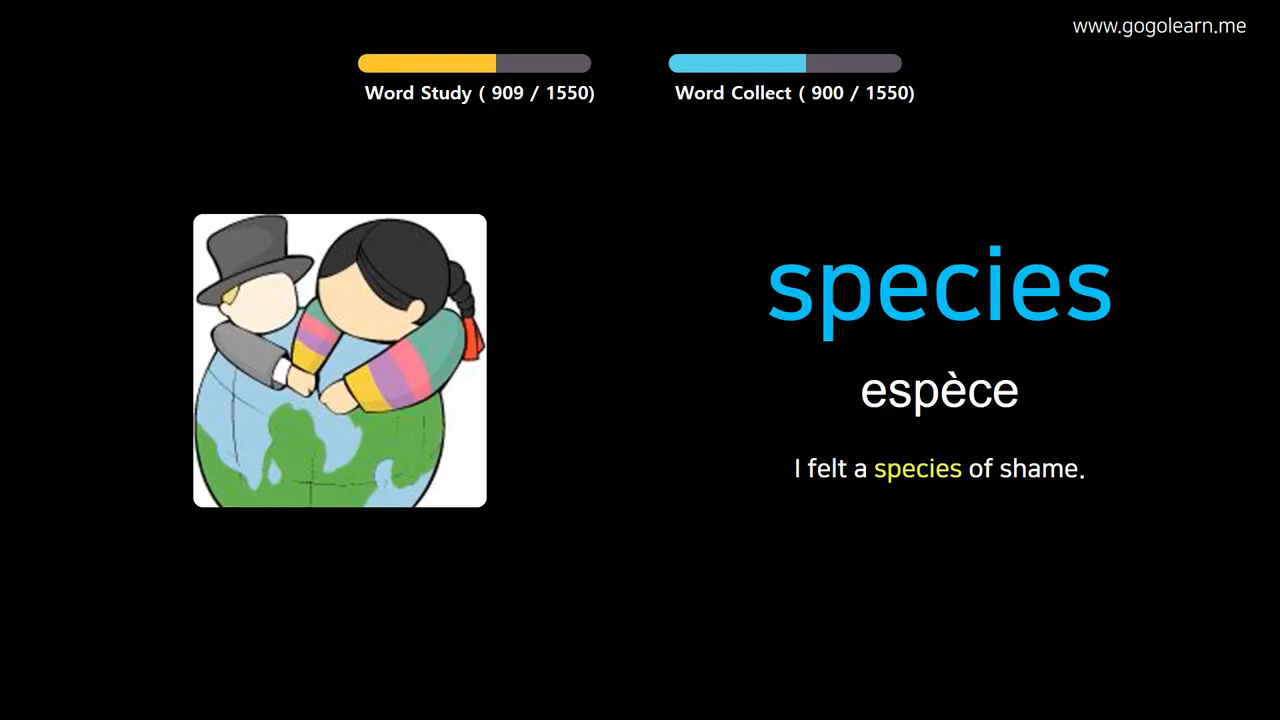 www.gogolearn.me
Word Study ( 909 / 1550)
Word Collect ( 900 / 1550)
species
espèce
I felt a species of shame.